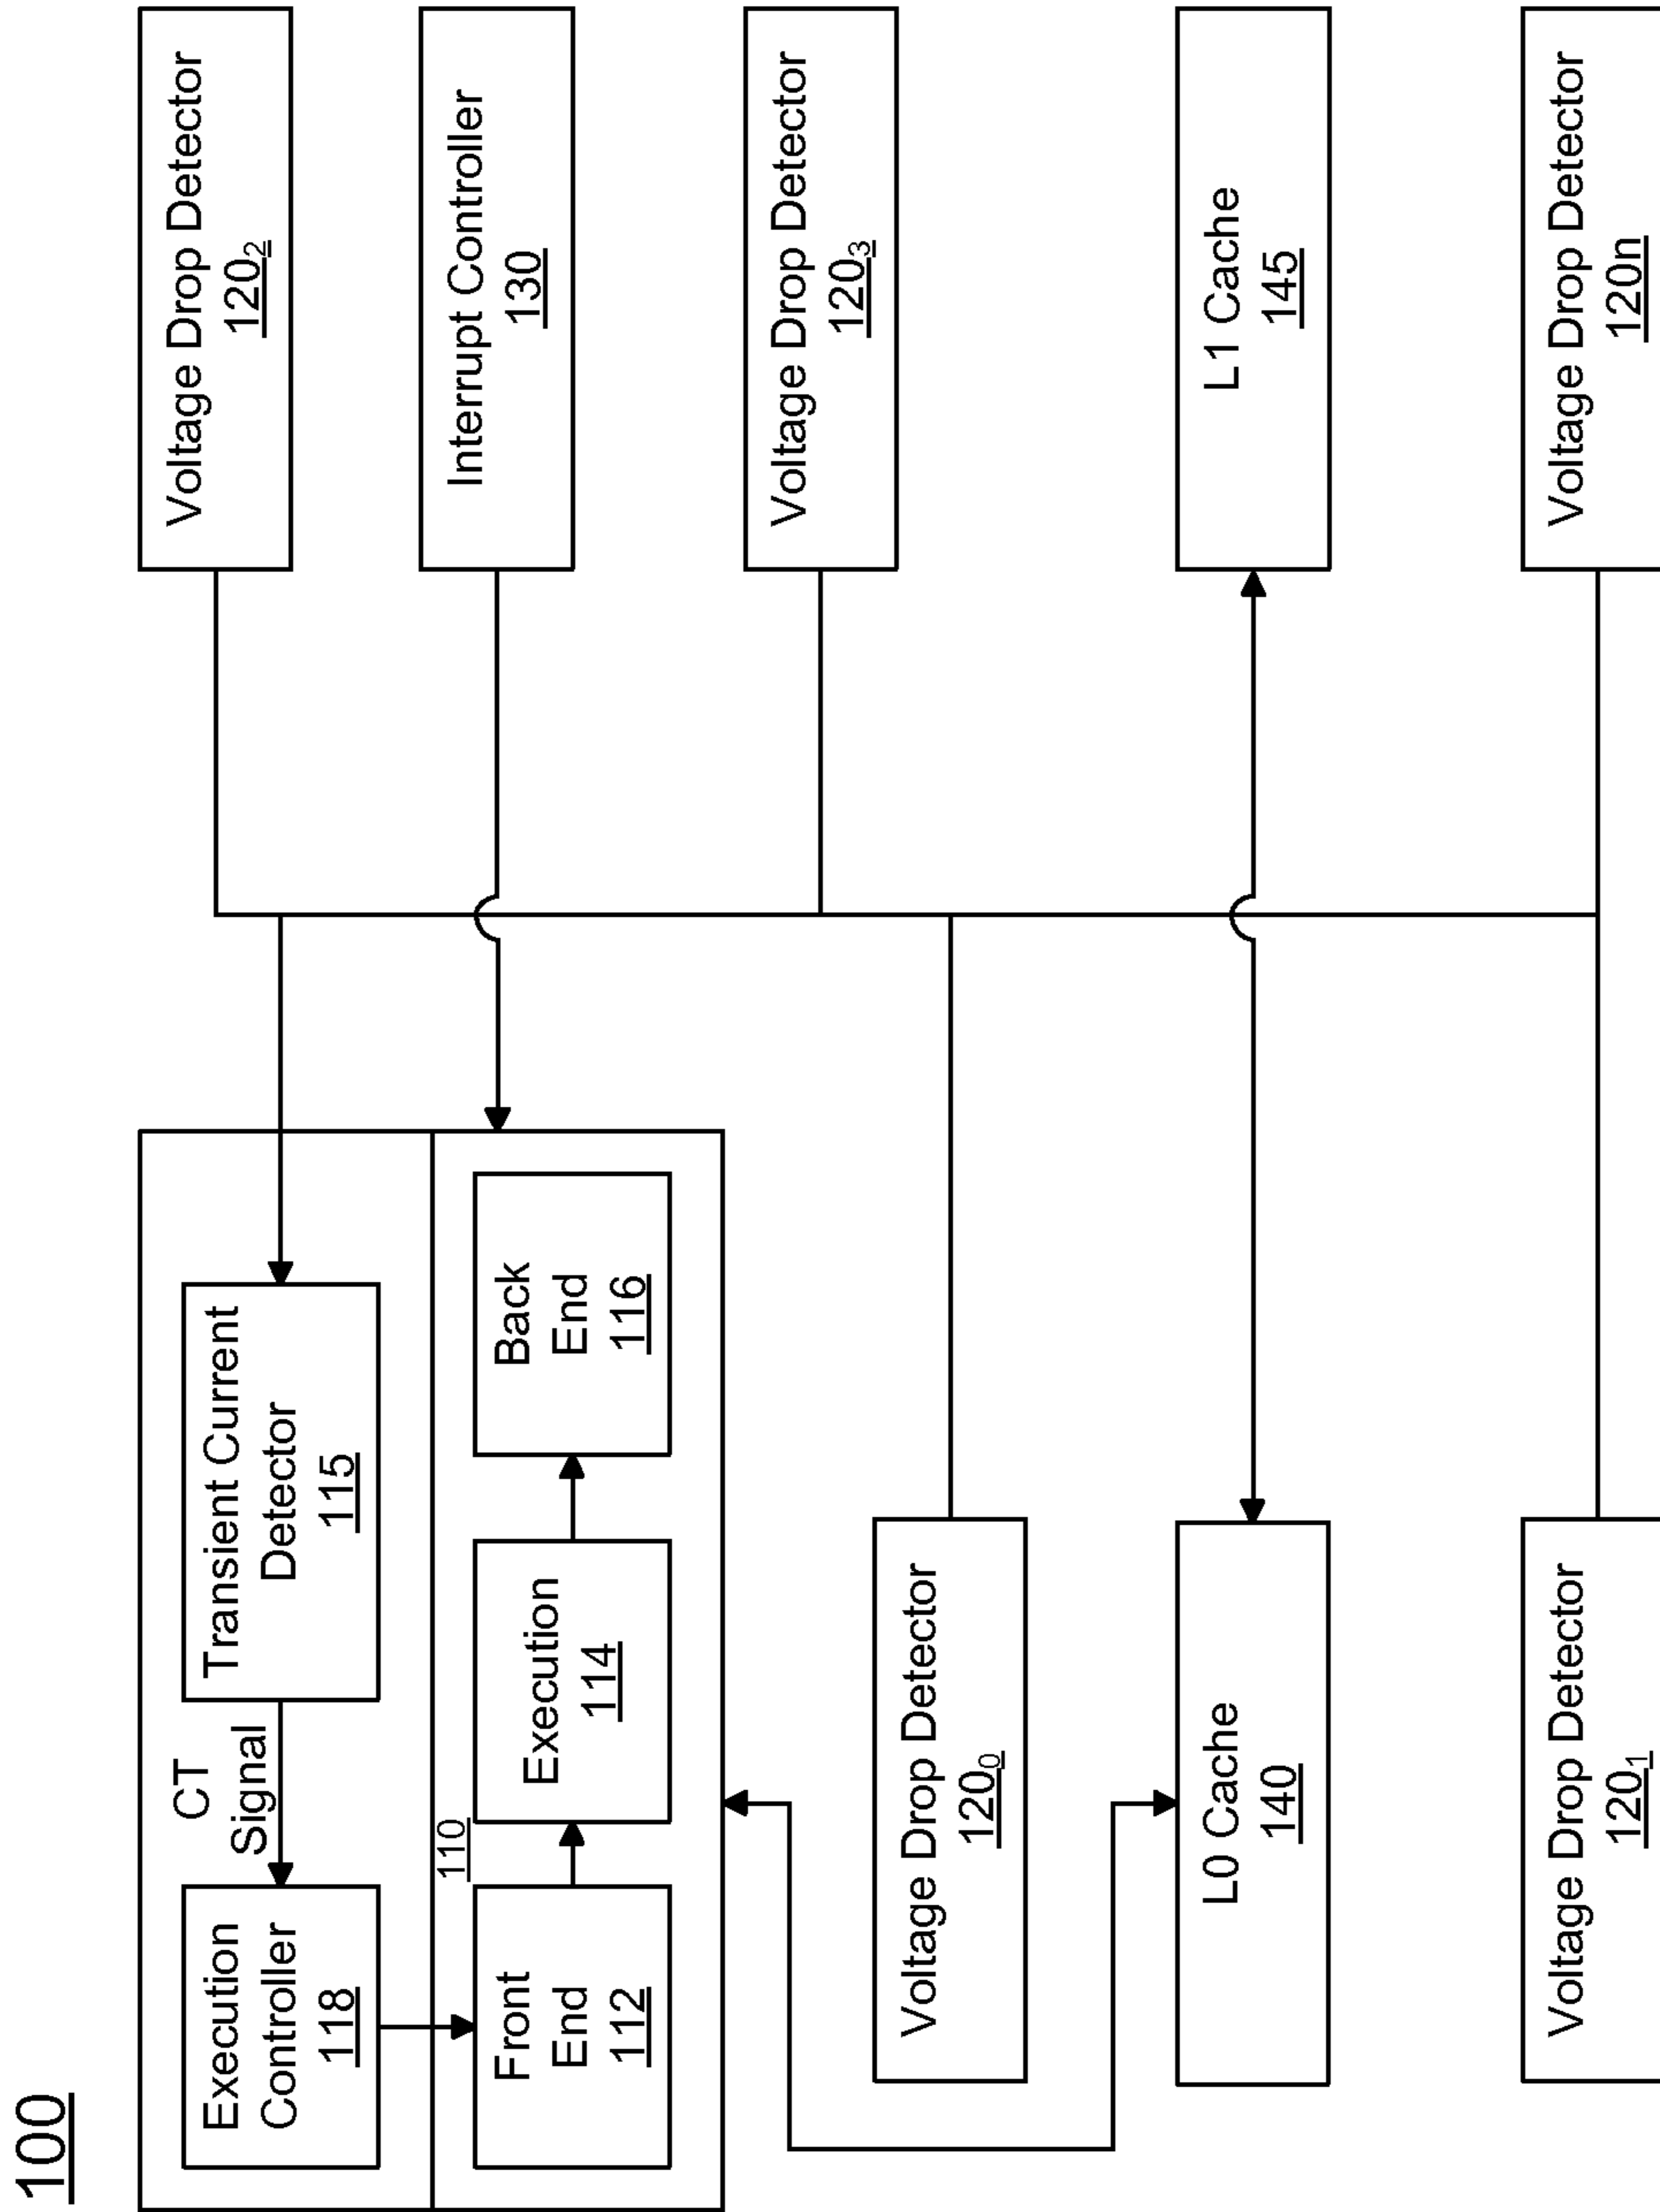 100
Execution
Controller
118
CT
Signal
Transient Current
Detector
115
110
Front
End
112
Execution
114
Back
End
116
Voltage Drop Detector
120₂
Interrupt Controller
130
Voltage Drop Detector
120₃
Voltage Drop Detector
120₀
L0 Cache
140
L1 Cache
145
Voltage Drop Detector
120₁
Voltage Drop Detector
120n